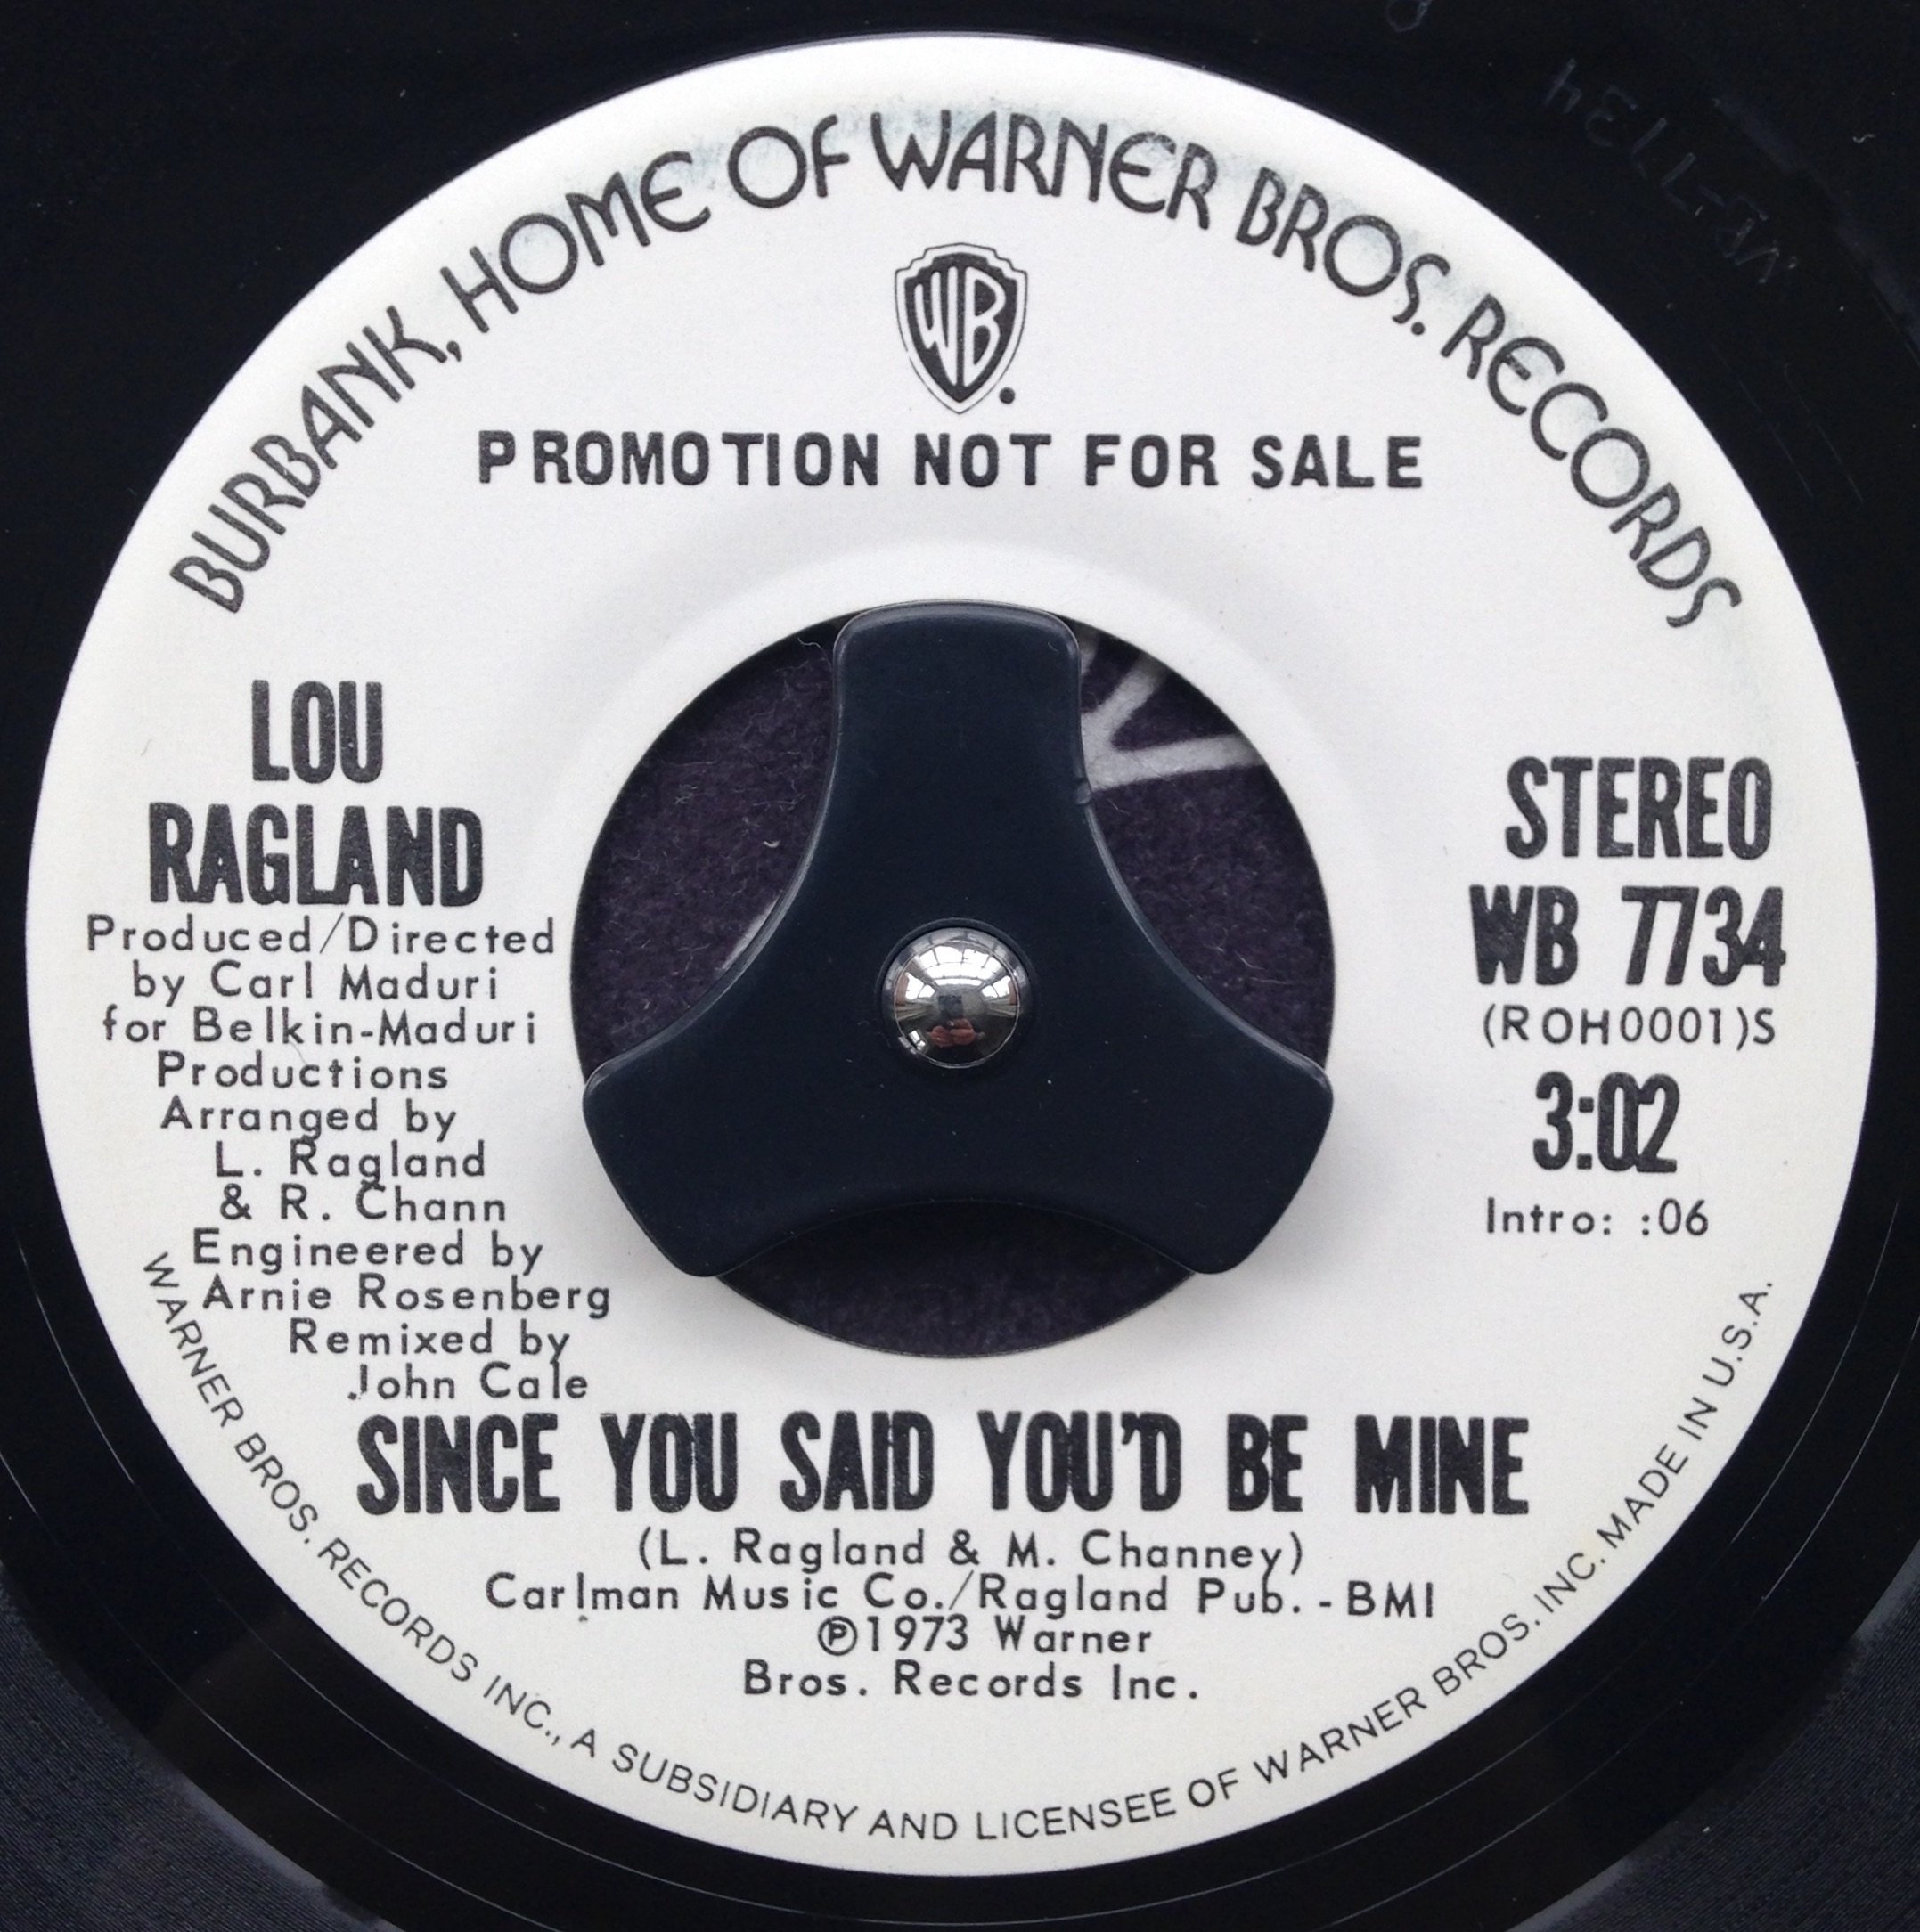 BURBANK, HOME OF WARNER BROS. RECORDS
WB
PROMOTION NOT FOR SALE
LOU
RAGLAND
Produced/Directed
by Carl Maduri
for Belkin-Maduri
Productions
Arranged by
L. Ragland
& R. Chann
Engineered by
Arnie Rosenberg
Remixed by
John Cale
STEREO
WB 7734
(ROH0001)S
3:02
Intro: :06
SINCE YOU SAID YOU'D BE MINE
(L. Ragland & M. Channey)
Carlman Music Co./Ragland Pub. - BMI
℗1973 Warner
Bros. Records Inc.
WARNER BROS. RECORDS INC., A SUBSIDIARY AND LICENSEE OF WARNER BROS. INC. MADE IN U.S.A.